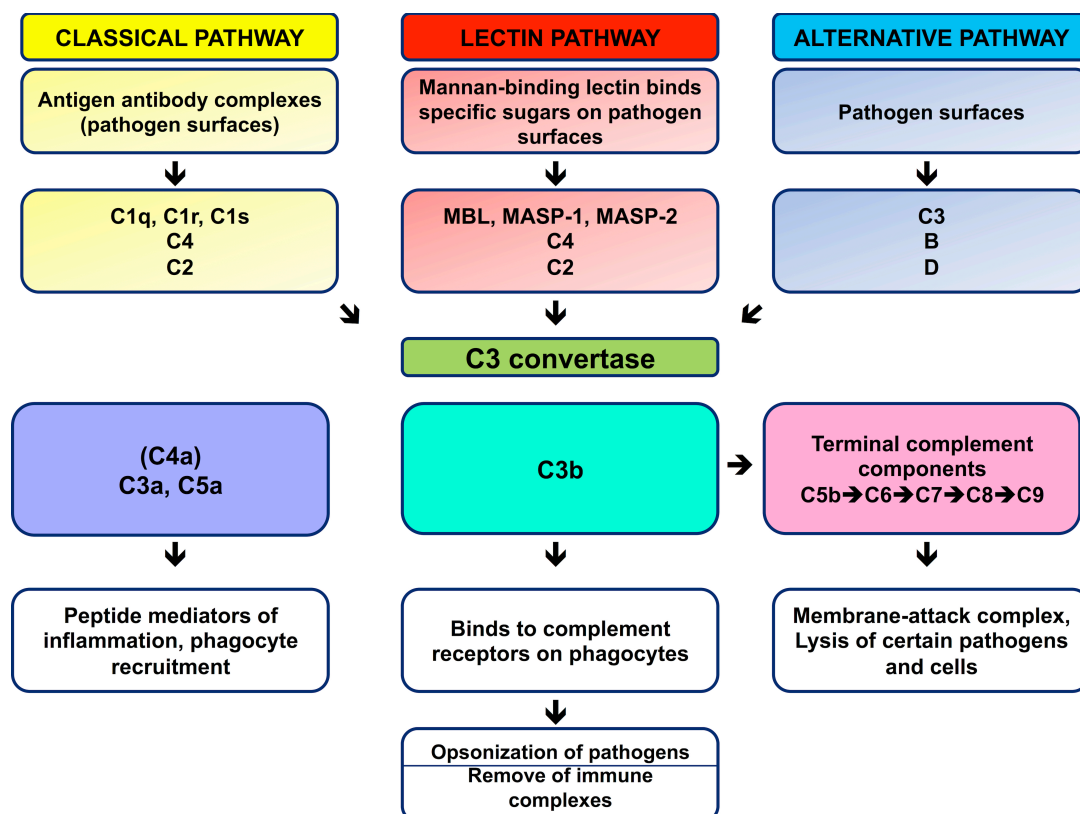 CLASSICAL PATHWAY
LECTIN PATHWAY
ALTERNATIVE PATHWAY
Antigen antibody complexes
(pathogen surfaces)
Mannan-binding lectin binds
specific sugars on pathogen
surfaces
Pathogen surfaces
C1q, C1r, C1s
C4
C2
MBL, MASP-1, MASP-2
C4
C2
C3
B
D
C3 convertase
(C4a)
C3a, C5a
C3b
Terminal complement
components
C5b➔C6➔C7➔C8➔C9
Peptide mediators of
inflammation, phagocyte
recruitment
Binds to complement
receptors on phagocytes
Membrane-attack complex,
Lysis of certain pathogens
and cells
Opsonization of pathogens
Remove of immune
complexes